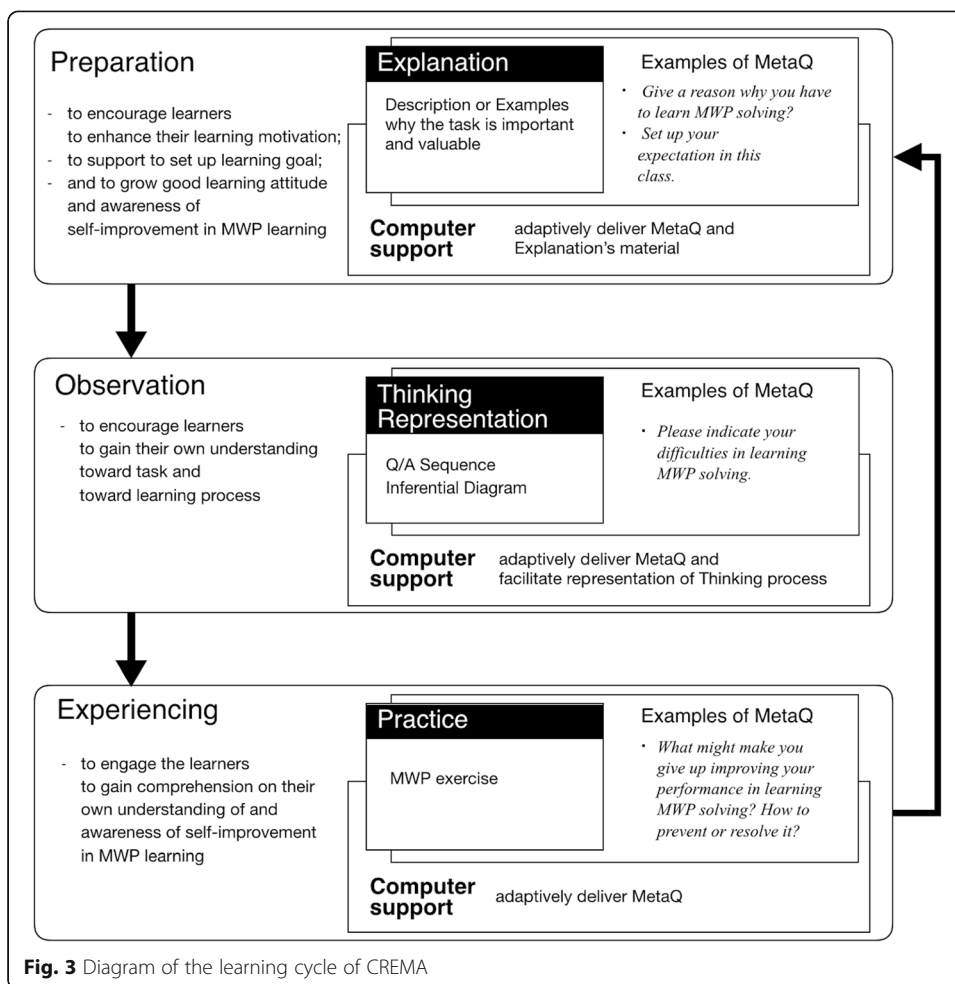 Preparation
- to encourage learners
to enhance their learning motivation;
- to support to set up learning goal;
- and to grow good learning attitude
and awareness of
self-improvement in MWP learning
Explanation
Description or Examples
why the task is important
and valuable
Examples of MetaQ
• Give a reason why you have
to learn MWP solving?
• Set up your
expectation in this
class.
Computer
support
adaptively deliver MetaQ and
Explanation's material
Observation
- to encourage learners
to gain their own understanding
toward task and
toward learning process
Thinking
Representation
Q/A Sequence
Inferential Diagram
Examples of MetaQ
• Please indicate your
difficulties in learning
MWP solving.
Computer
support
adaptively deliver MetaQ and
facilitate representation of Thinking process
Experiencing
- to engage the learners
to gain comprehension on their
own understanding of and
awareness of self-improvement
in MWP learning
Practice
MWP exercise
Examples of MetaQ
• What might make you
give up improving your
performance in learning
MWP solving? How to
prevent or resolve it?
Computer
support
adaptively deliver MetaQ
Fig. 3 Diagram of the learning cycle of CREMA